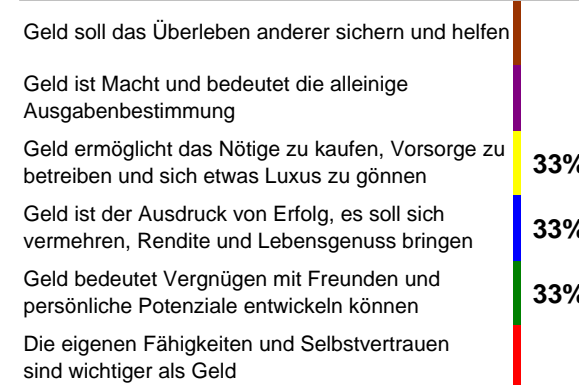 Geld soll das Überleben anderer sichern und helfen
Geld ist Macht und bedeutet die alleinige
Ausgabenbestimmung
Geld ermöglicht das Nötige zu kaufen, Vorsorge zu
betreiben und sich etwas Luxus zu gönnen
33%
Geld ist der Ausdruck von Erfolg, es soll sich
vermehren, Rendite und Lebensgenuss bringen
33%
Geld bedeutet Vergnügen mit Freunden und
persönliche Potenziale entwickeln können
33%
Die eigenen Fähigkeiten und Selbstvertrauen
sind wichtiger als Geld